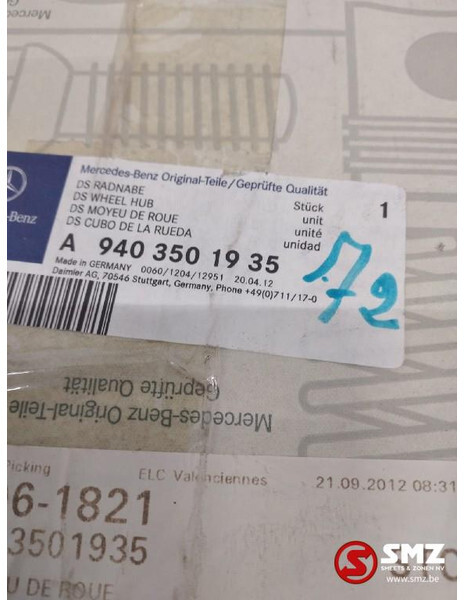 Mercedes-Benz Original-Teile/Geprüfte Qualität
DS RADNABE
DS WHEEL HUB
DS MOYEU DE ROUE
DS CUBO DE LA RUEDA
Stück
unit
unité
unidad
1
-Benz
A 940 350 19 35
Made in GERMANY 0060/1204/12951 20.04.12
Daimler AG, 70546 Stuttgart, Germany, Phone +49(0)711/17-0
Mercedes-Benz Original-Teile
Geprüfte Qualität
Picking
ELC Valenciennes
21.09.2012 08:31
6-1821
3501935
U DE ROUE
SMZ
SMEETS & ZONEN NV
www.smz.be